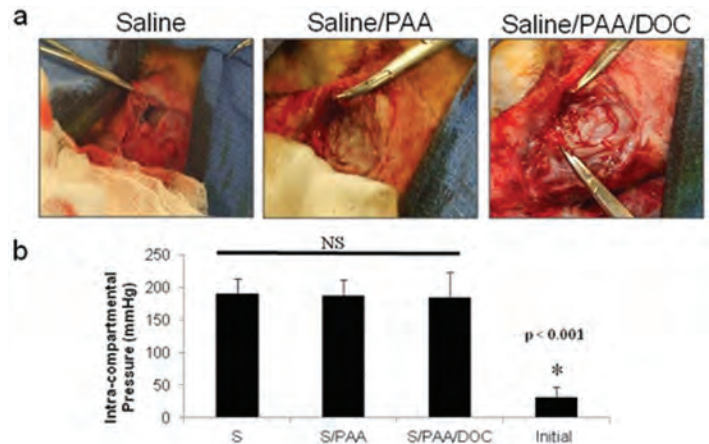 a
Saline
Saline/PAA
Saline/PAA/DOC
b
NS
Intra-compartmental
Pressure (mmHg)
250
200
150
100
50
0
p < 0.001
*
S
S/PAA
S/PAA/DOC
Initial